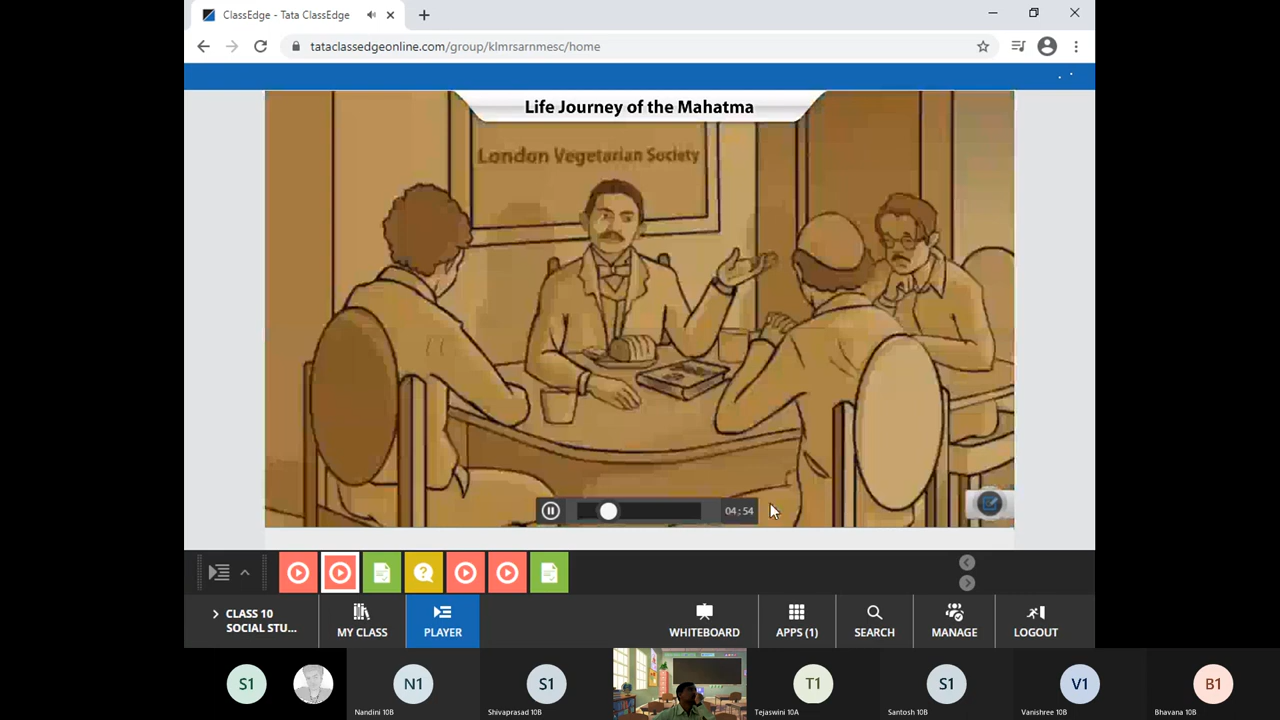 ClassEdge - Tata ClassEdge
tataclassedgeonline.com/group/klmrsarnmesc/home
Life Journey of the Mahatma
London Vegetarian Society
04:54
CLASS 10
SOCIAL STU...
MY CLASS
PLAYER
WHITEBOARD
APPS (1)
SEARCH
MANAGE
LOGOUT
S1
N1
S1
T1
S1
V1
B1
Nandini 10B
Shivaprasad 10B
Tejaswini 10A
Santosh 10B
Vanishree 10B
Bhavana 10B